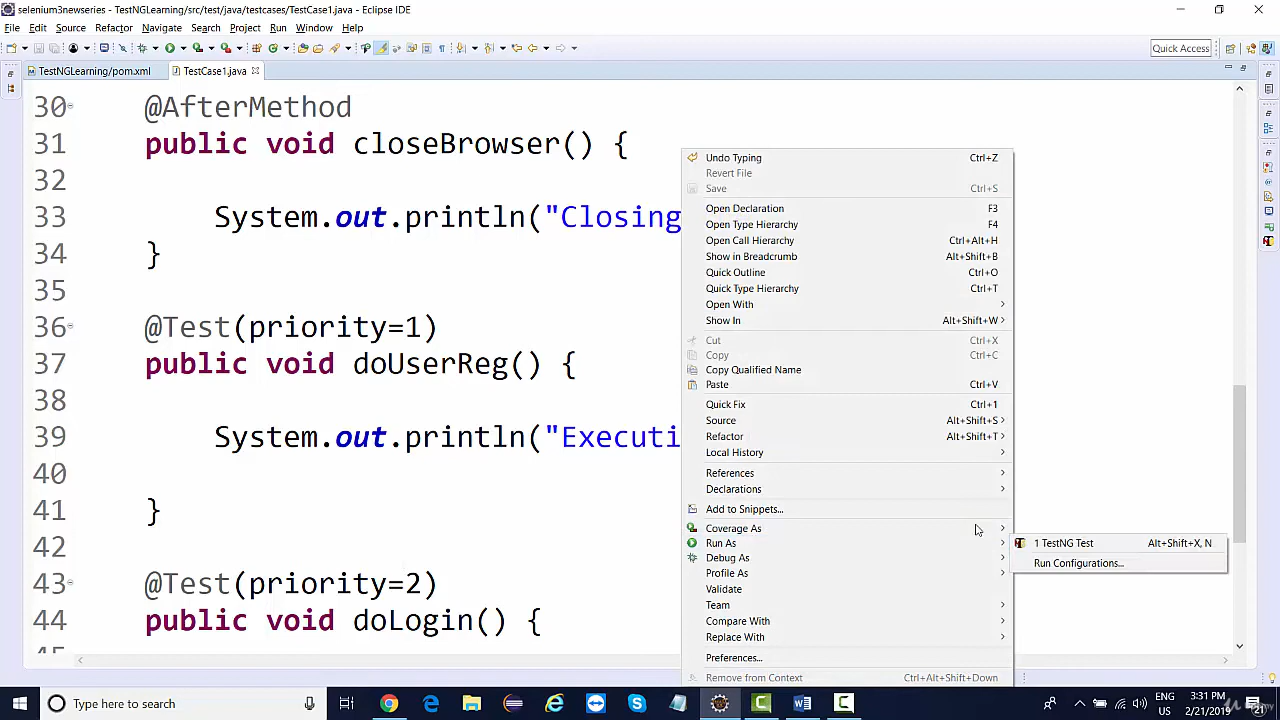 selenium3newseries - TestNGLearning/src/test/java/testcases/TestCase1.java - Eclipse IDE
File Edit Source Refactor Navigate Search Project Run Window Help
Quick Access
TestNGLearning/pom.xml TestCase1.java
30 @AfterMethod
31 public void closeBrowser() {
32
33 System.out.println("Closing
34 }
35
36 @Test(priority=1)
37 public void doUserReg() {
38
39 System.out.println("Executi
40
41 }
42
43 @Test(priority=2)
44 public void doLogin() {
Undo Typing Ctrl+Z
Revert File
Save Ctrl+S
Open Declaration F3
Open Type Hierarchy F4
Open Call Hierarchy Ctrl+Alt+H
Show in Breadcrumb Alt+Shift+B
Quick Outline Ctrl+O
Quick Type Hierarchy Ctrl+T
Open With
Show In Alt+Shift+W
Cut Ctrl+X
Copy Ctrl+C
Copy Qualified Name
Paste Ctrl+V
Quick Fix Ctrl+1
Source Alt+Shift+S
Refactor Alt+Shift+T
Local History
References
Declarations
Add to Snippets...
Coverage As
Run As
Debug As
Profile As
Validate
Team
Compare With
Replace With
Preferences...
Remove from Context Ctrl+Alt+Shift+Down
1 TestNG Test Alt+Shift+X, N
Run Configurations...
Type here to search
ENG
US
3:31 PM
2/21/2019